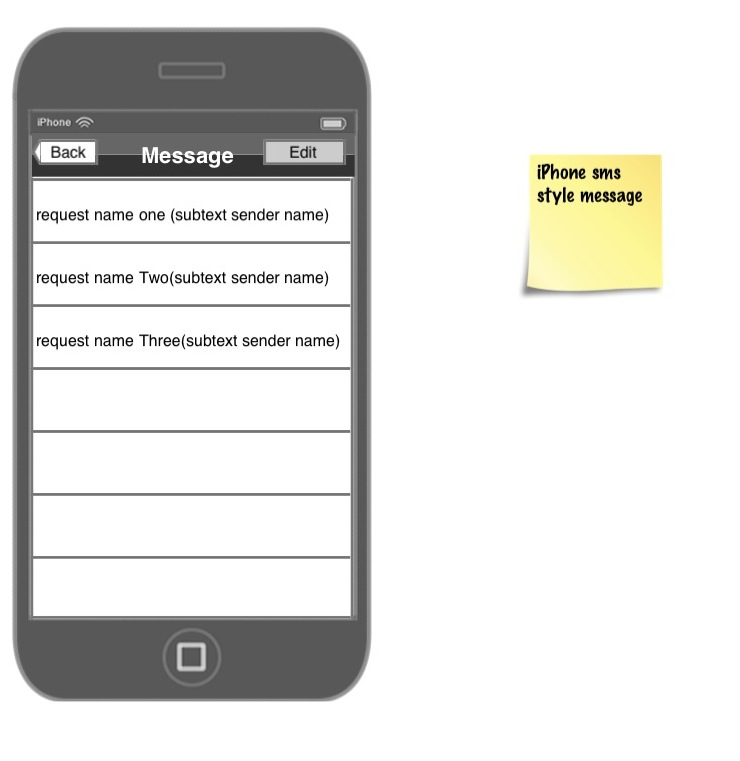 iPhone
Back Message Edit
request name one (subtext sender name)
request name Two(subtext sender name)
request name Three(subtext sender name)
iPhone sms
style message